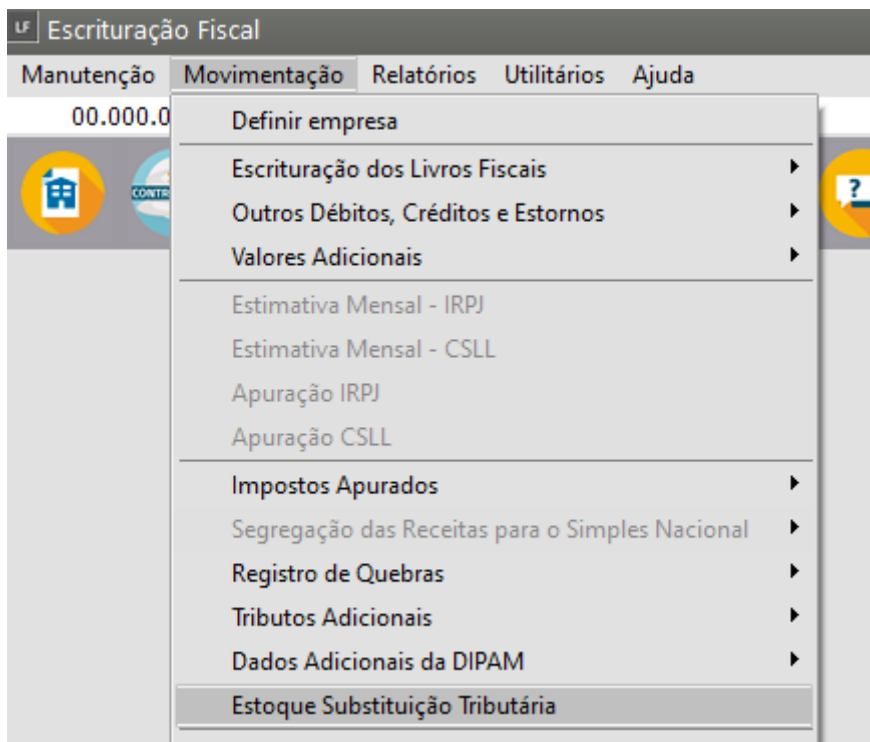 LF Escrituração Fiscal
Manutenção Movimentação Relatórios Utilitários Ajuda
00.000.0
Definir empresa
Escrituração dos Livros Fiscais
Outros Débitos, Créditos e Estornos
Valores Adicionais
Estimativa Mensal - IRPJ
Estimativa Mensal - CSLL
Apuração IRPJ
Apuração CSLL
Impostos Apurados
Segregação das Receitas para o Simples Nacional
Registro de Quebras
Tributos Adicionais
Dados Adicionais da DIPAM
Estoque Substituição Tributária
CONTR
?